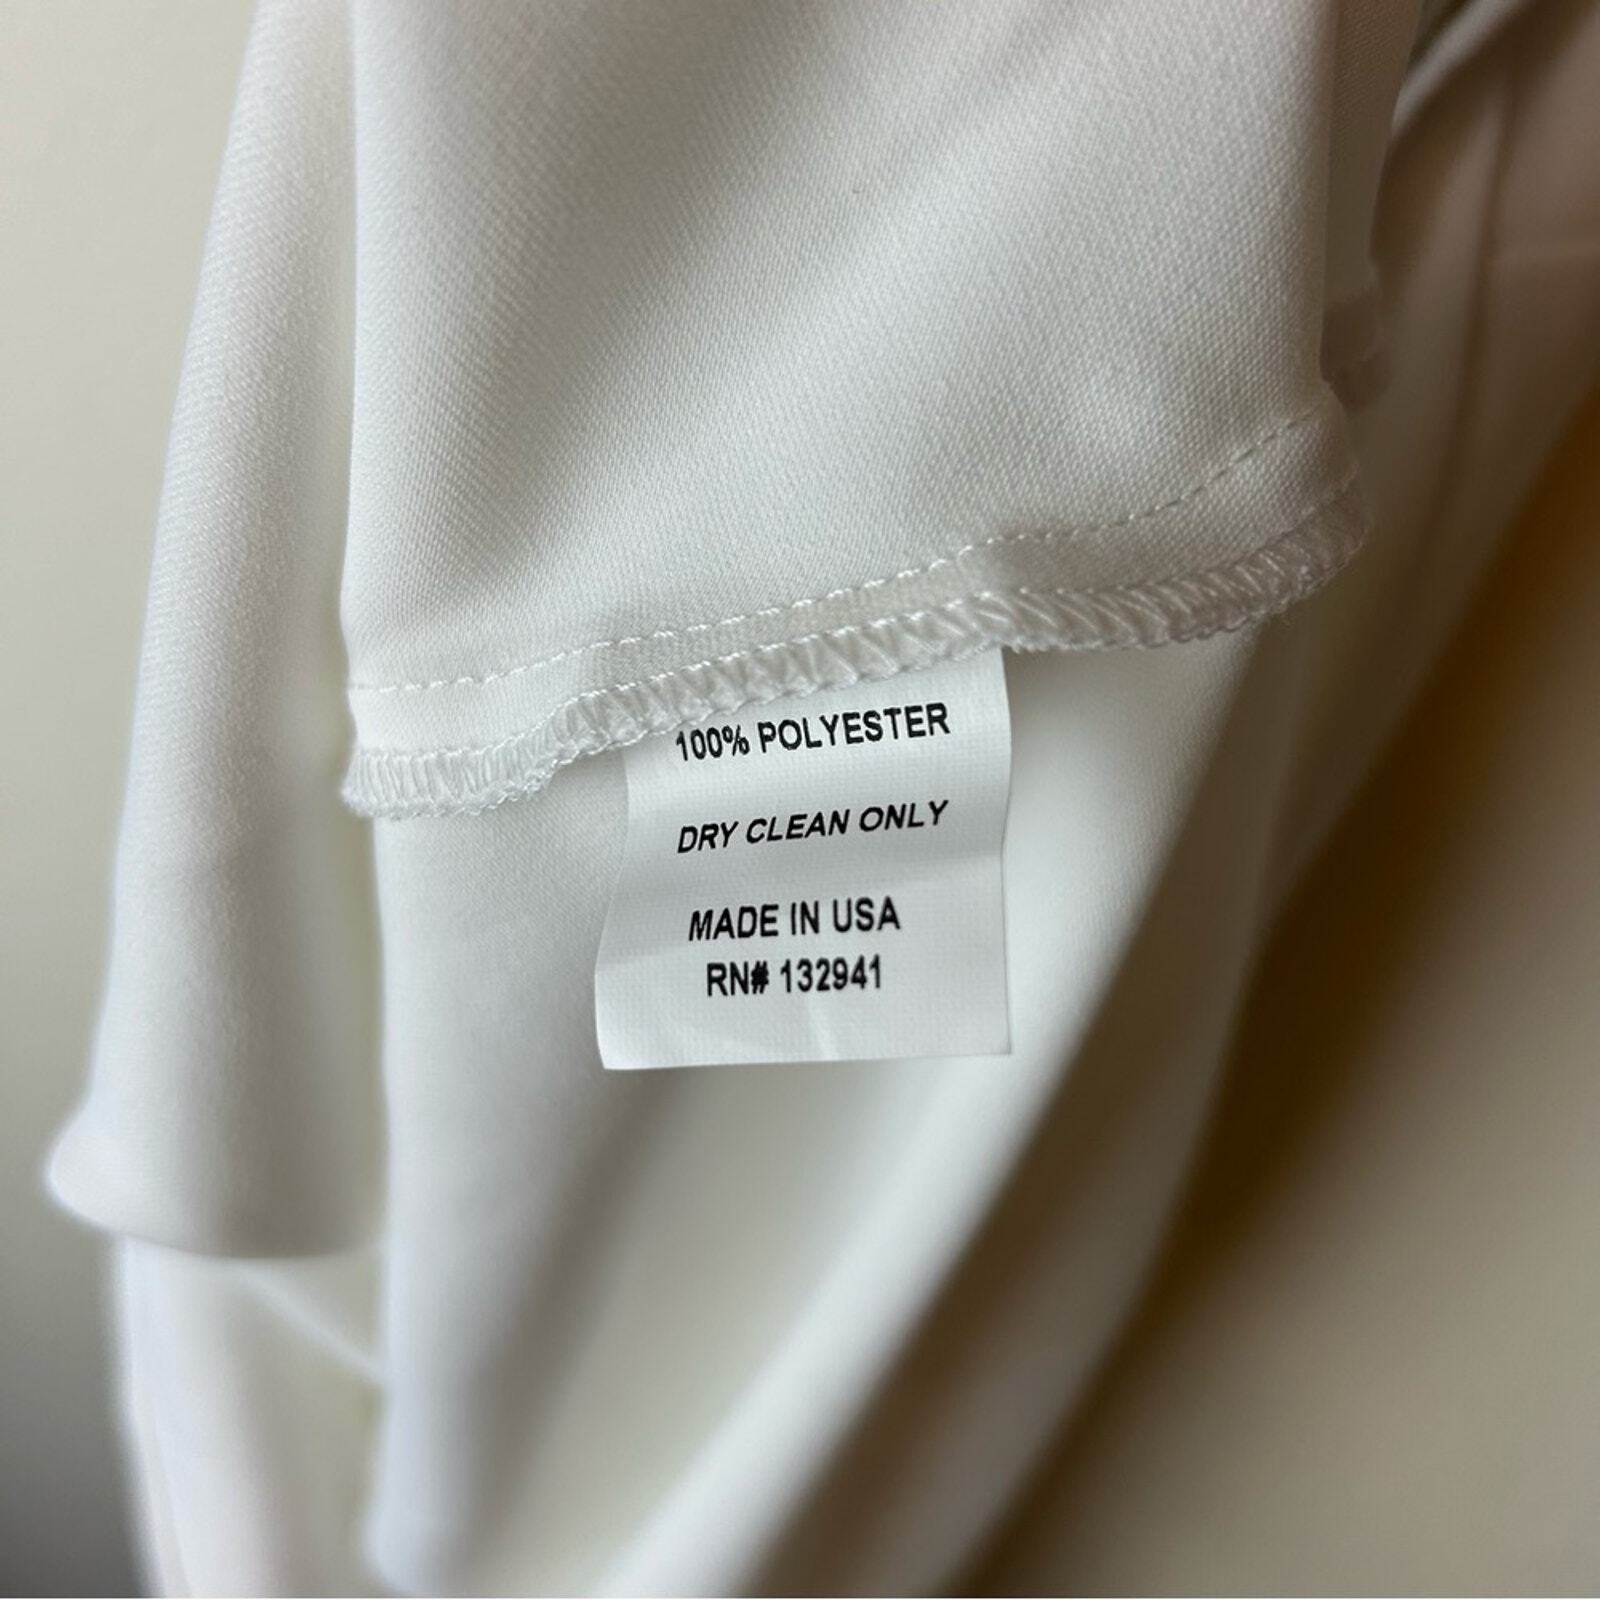 100% POLYESTER
DRY CLEAN ONLY
MADE IN USA
RN# 132941